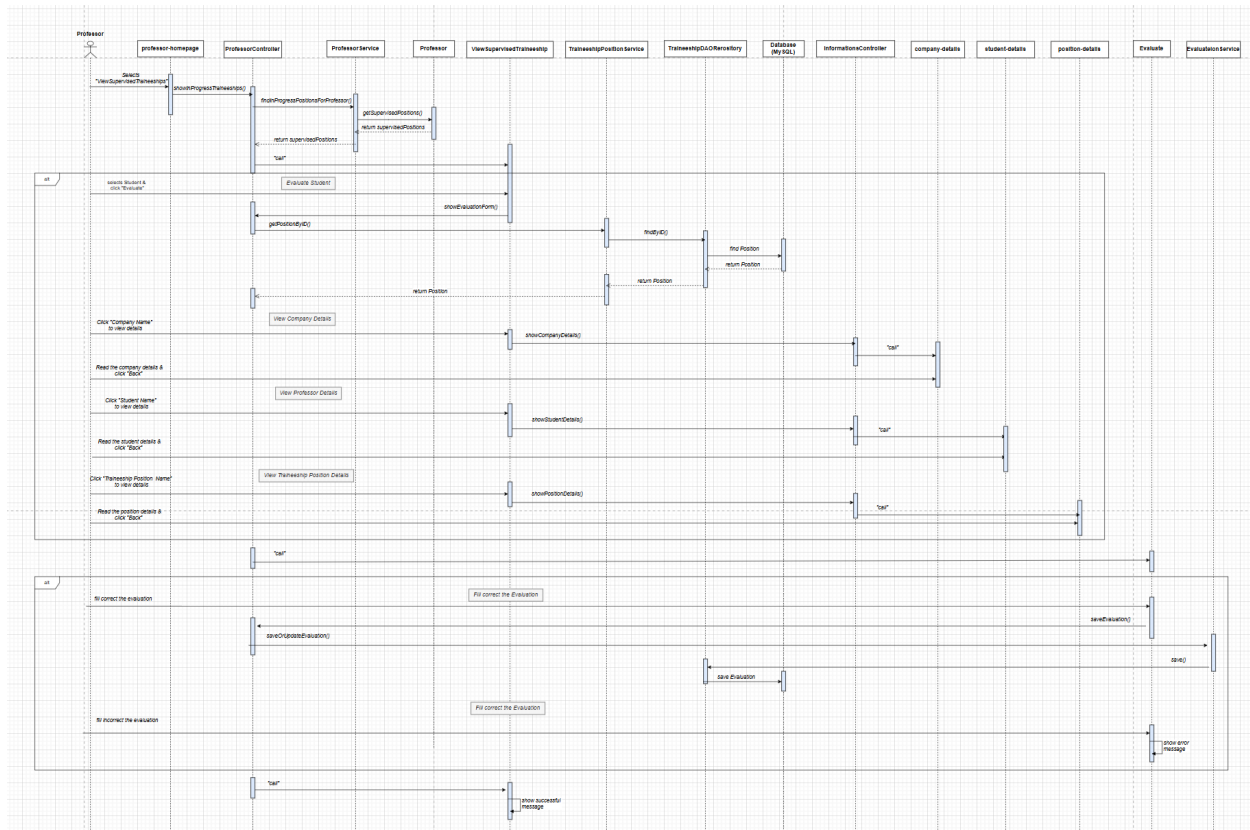 Professor
professor-homepage
ProfessorController
ProfessorService
Professor
ViewSupervisedTraineeship
TraineeshipPositionService
TraineeshipDAORerository
Database
(My SQL)
InformationsController
company-details
student-details
position-details
Evaluate
EvaluateionService
Selects
"ViewSupervisedTraineeships"
showInProgressTraineeships()
findInProgressPositionsForProfessor()
getSupervisedPositions()
return supervisedPositions
return supervisedPositions
"call"
alt
selects Student &
click "Evaluate"
Evaluate Student
showEvaluationForm()
getPositionByID()
findByID()
find Position
return Position
return Position
return Position
View Company Details
Click "Company Name"
to view details
showCompanyDetails()
"call"
Read the company details &
click "Back"
View Professor Details
Click "Student Name"
to view details
showStudentDetails()
"call"
Read the student details &
click "Back"
View Traineeship Position Details
Click "Traineeship Position Name"
to view details
showPositionDetails()
"call"
Read the position details &
click "Back"
"call"
alt
Fill correct the Evaluation
fill correct the evaluation
saveEvaluation()
saveOrUpdateEvaluation()
save()
save Evaluation
Fill correct the Evaluation
fill incorrect the evaluation
show error
message
"call"
show successful
message